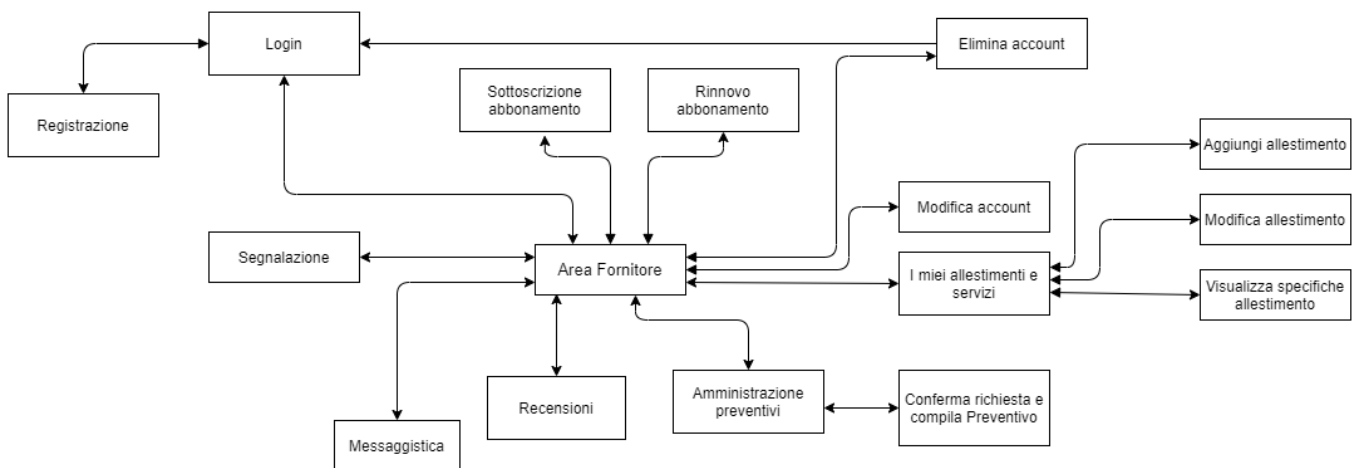 Login
Elimina account
Registrazione
Sottoscrizione
abbonamento
Rinnovo
abbonamento
Aggiungi allestimento
Modifica account
Modifica allestimento
Segnalazione
Area Fornitore
I miei allestimenti e
servizi
Visualizza specifiche
allestimento
Recensioni
Amministrazione
preventivi
Conferma richiesta e
compila Preventivo
Messaggistica